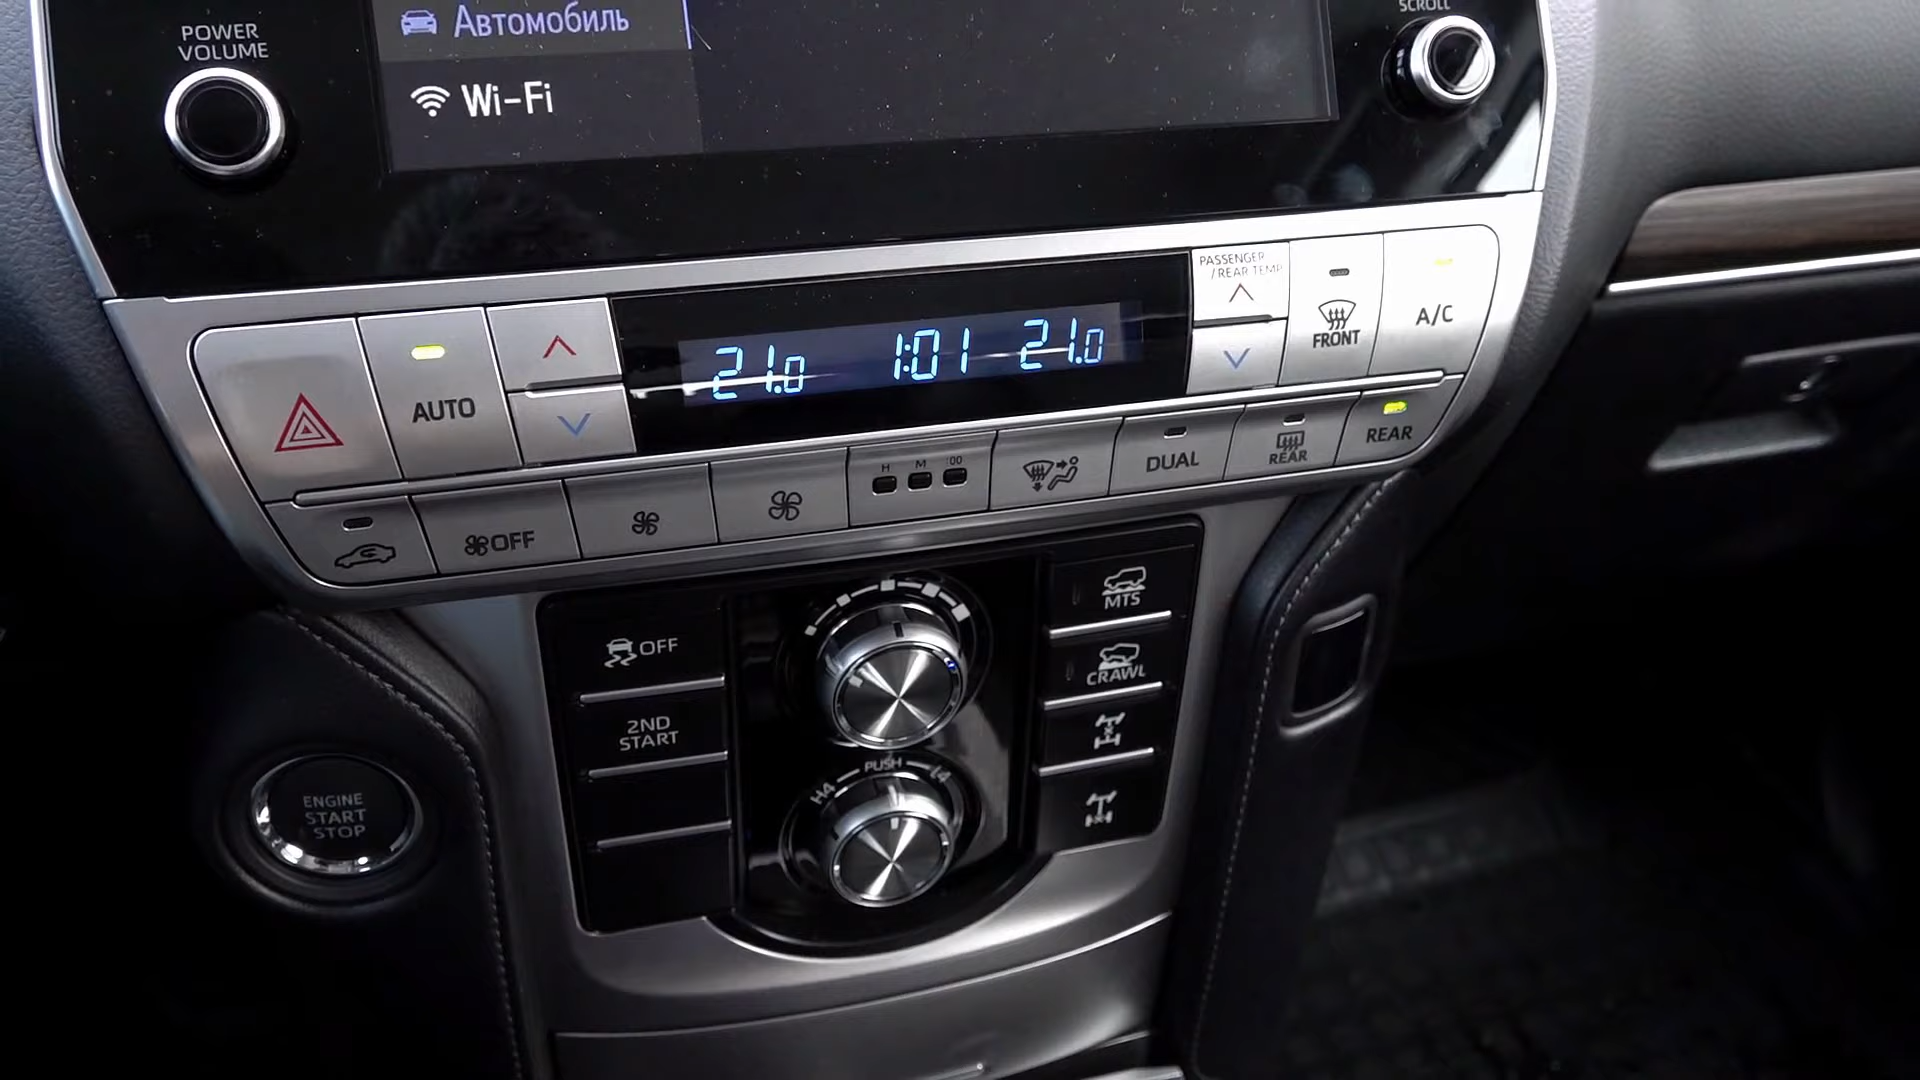 SCROLL
POWER
VOLUME
Автомобиль
Wi-Fi
PASSENGER
/REAR TEMP
FRONT
A/C
AUTO
21.0
1:01
21.0
H
M
:00
DUAL
REAR
REAR
OFF
MTS
OFF
CRAWL
2ND
START
PUSH
H4
L4
ENGINE
START
STOP